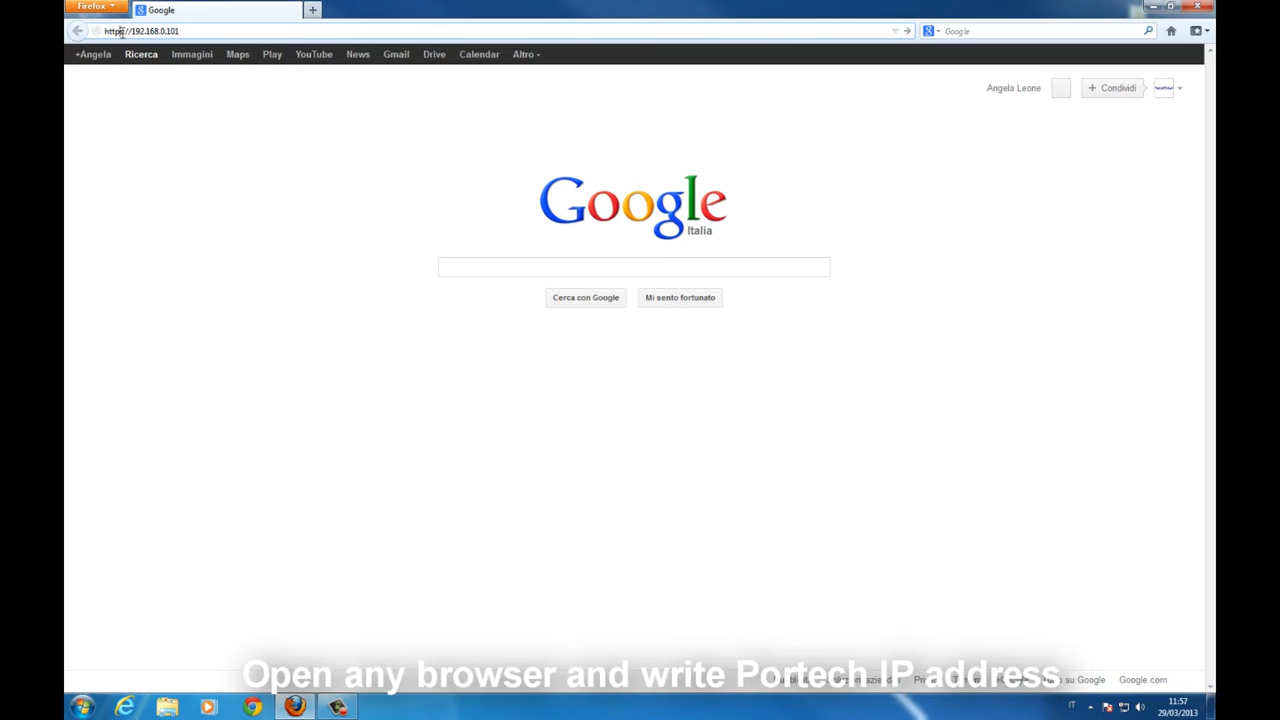 Firefox
Google
192.168.0.101
Google
+Angela Ricerca Immagini Maps Play YouTube News Gmail Drive Calendar Altro
Angela Leone
+ Condividi
Google
Italia
Cerca con Google
Mi sento fortunato
Open any browser and write Portech IP address
su Google
Google.com
IT
11:57
29/03/2013